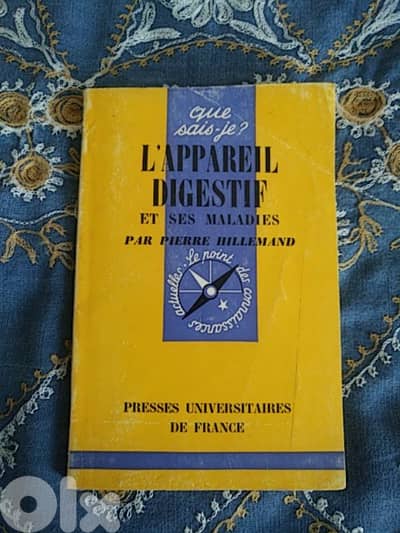 que
sais-je?
L'APPAREIL
DIGESTIF
ET SES MALADIES
PAR PIERRE HILLEMAND
Le point des connaissances actuelles
PRESSES UNIVERSITAIRES
DE FRANCE
olx